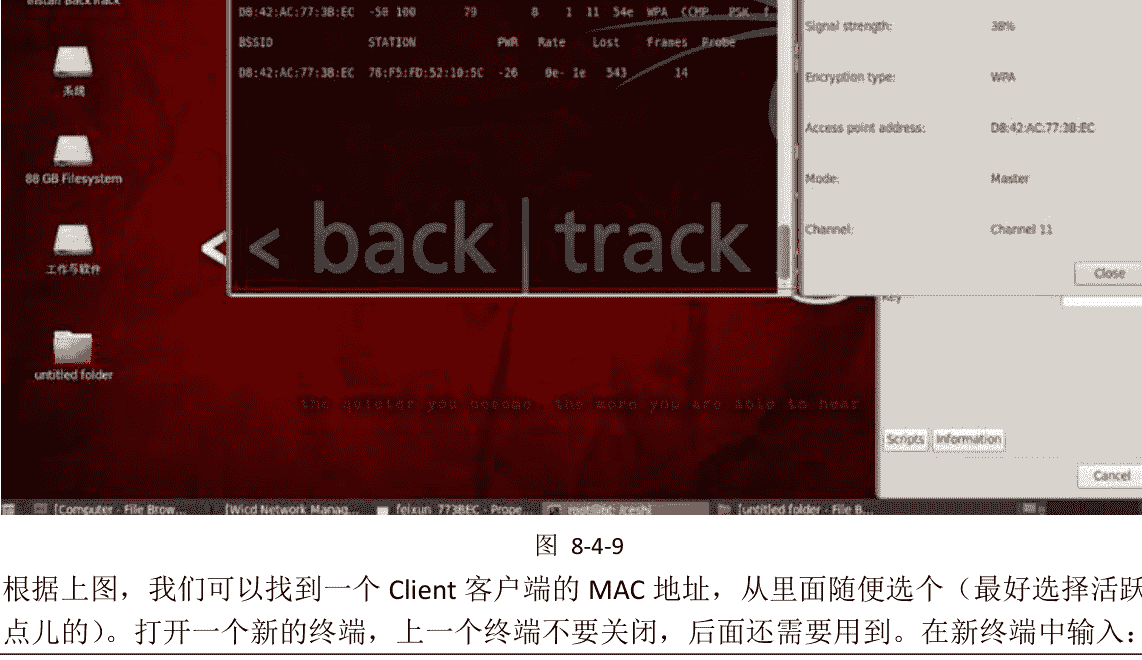 D8:42:AC:77:3B:EC -58 100 79 8 1 11 54e WPA CCMP PSK
BSSID STATION PWR Rate Lost Frames Probe
D8:42:AC:77:3B:EC 78:F5:FD:52:10:5C -26 0e- 1e 543 14
Signal strength: 38%
Encryption type: WPA
Access point address: D8:42:AC:77:3B:EC
Mode: Master
Channel: Channel 11
Close
Key
系统
88 GB Filesystem
工作与软件
untitled folder
< back | track
the quieter you become, the more you are able to hear
Scripts Information
Cancel
[Computer - File Brow...
[Wicd Network Manag...
feixun_773BEC - Prope...
[untitled folder - File B...
图 8-4-9
根据上图，我们可以找到一个 Client 客户端的 MAC 地址，从里面随便选个（最好选择活跃
点儿的）。打开一个新的终端，上一个终端不要关闭，后面还需要用到。在新终端中输入：